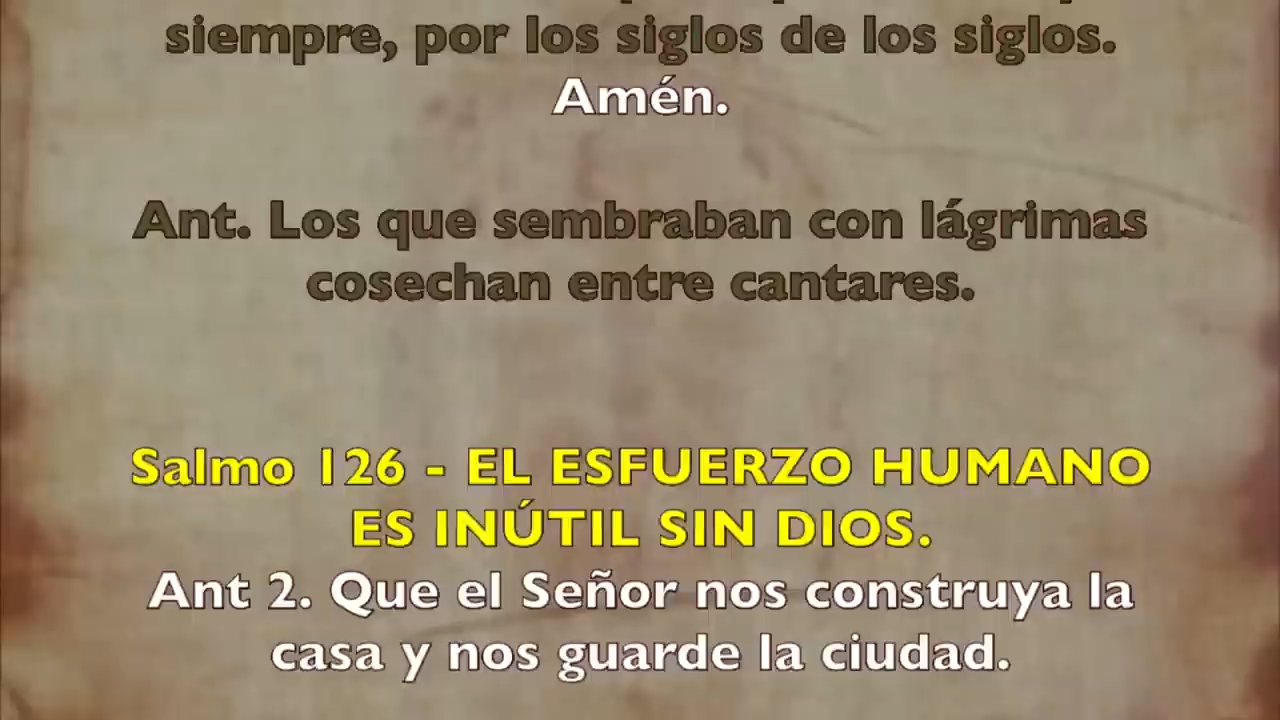 siempre, por los siglos de los siglos.
Amén.
Ant. Los que sembraban con lágrimas
cosechan entre cantares.
Salmo 126 - EL ESFUERZO HUMANO
ES INÚTIL SIN DIOS.
Ant 2. Que el Señor nos construya la
casa y nos guarde la ciudad.